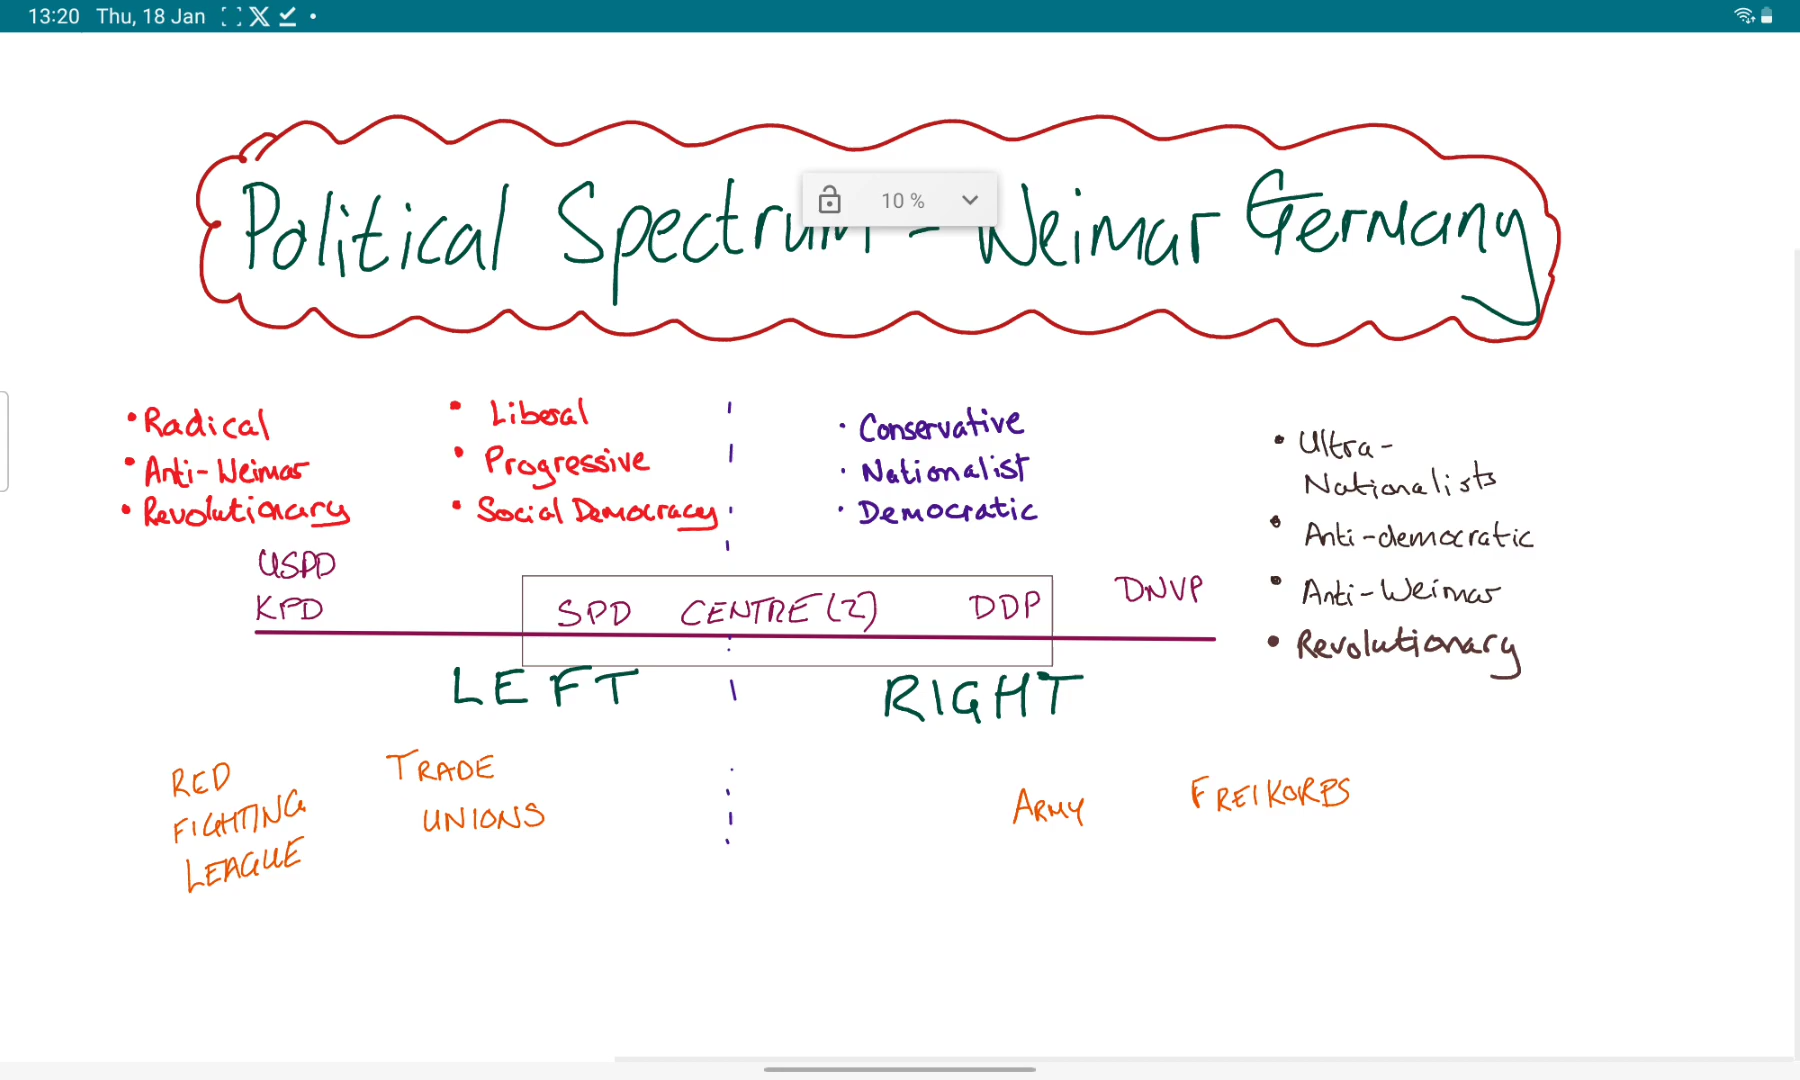 13:20 Thu, 18 Jan
10 %
Political Spectrum - Weimar Germany
• Radical
• Anti-Weimar
• Revolutionary
• Liberal
• Progressive
• Social Democracy
• Conservative
• Nationalist
• Democratic
• Ultra-
Nationalists
• Anti-democratic
• Anti-Weimar
• Revolutionary
USPD
KPD
SPD CENTRE (Z) DDP
DNVP
LEFT
RIGHT
RED
FIGHTING
LEAGUE
TRADE
UNIONS
ARMY
FREIKORPS